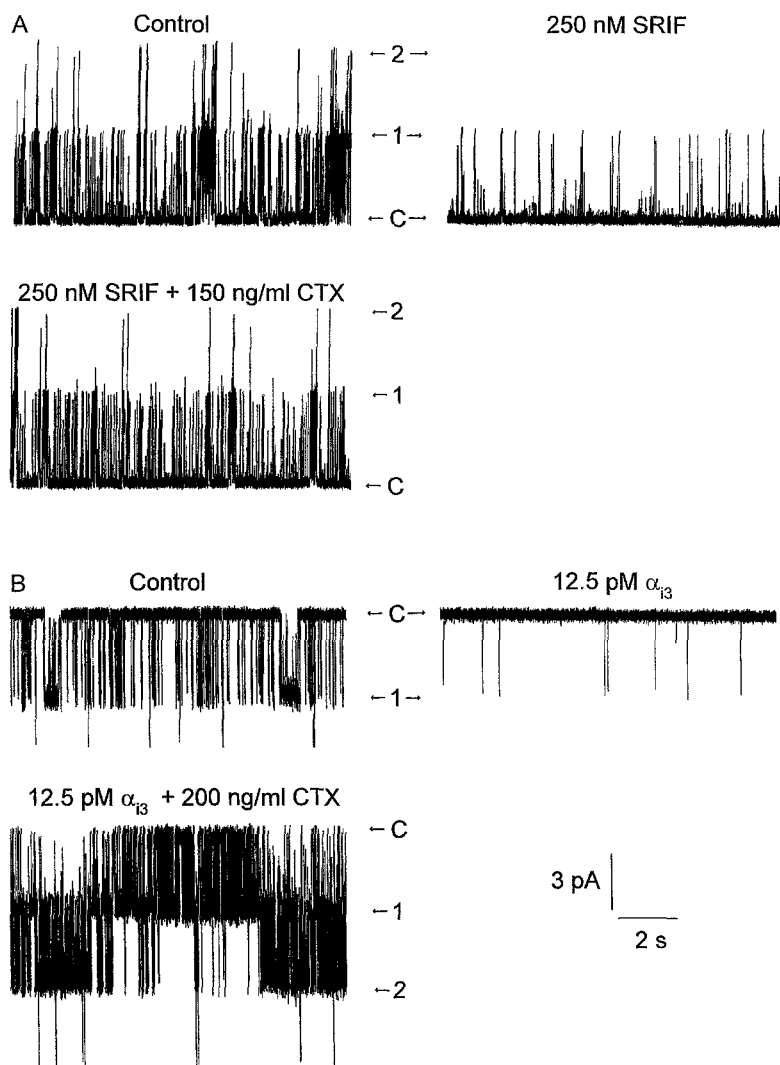 A
Control
250 nM SRIF
←2→
←1→
←C→
250 nM SRIF + 150 ng/ml CTX
←2
←1
←C
B
Control
12.5 pM αi3
←C→
←1→
12.5 pM αi3 + 200 ng/ml CTX
←C
←1
←2
3 pA
2 s